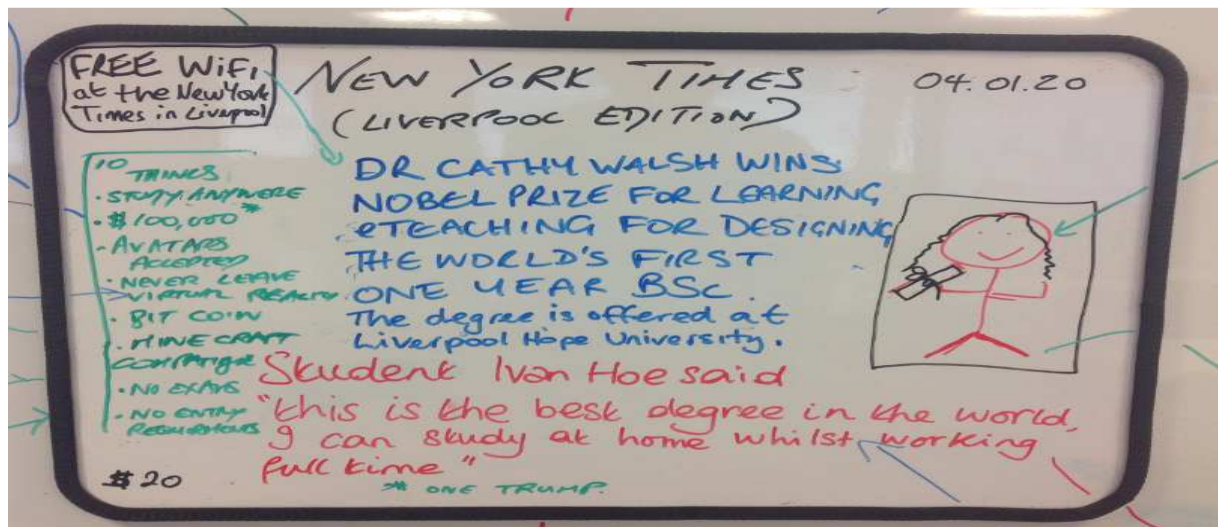 FREE WiFi
at the New York
Times in Liverpool
NEW YORK TIMES
(LIVERPOOL EDITION)
04.01.20
10
THINGS
• STUDY ANYWERE
• $100,000 *
• AVATARS
ACCEPTED
• NEVER LEAVE
VIRTUAL REALITY
• BIT COIN
• MINECRAFT
COMPATIBLE
• NO EXAMS
• NO ENTRY
REQUIREMENTS
DR CATHY WALSH WINS
NOBEL PRIZE FOR LEARNING
eTEACHING FOR DESIGNING
THE WORLD'S FIRST
ONE YEAR BSc.
The degree is offered at
Liverpool Hope University.
Student Ivan Hoe said
"this is the best degree in the world,
I can study at home whilst working
full time"
* ONE TRUMP.
$20